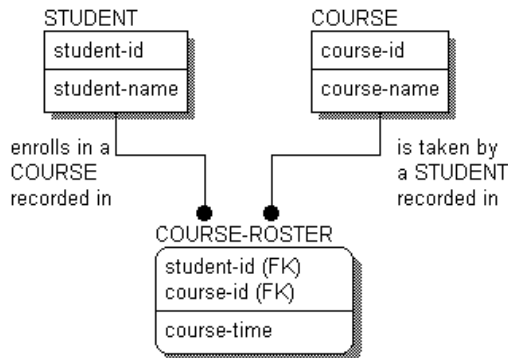 STUDENT
student-id
student-name
COURSE
course-id
course-name
enrolls in a
COURSE
recorded in
is taken by
a STUDENT
recorded in
COURSE-ROSTER
student-id (FK)
course-id (FK)
course-time